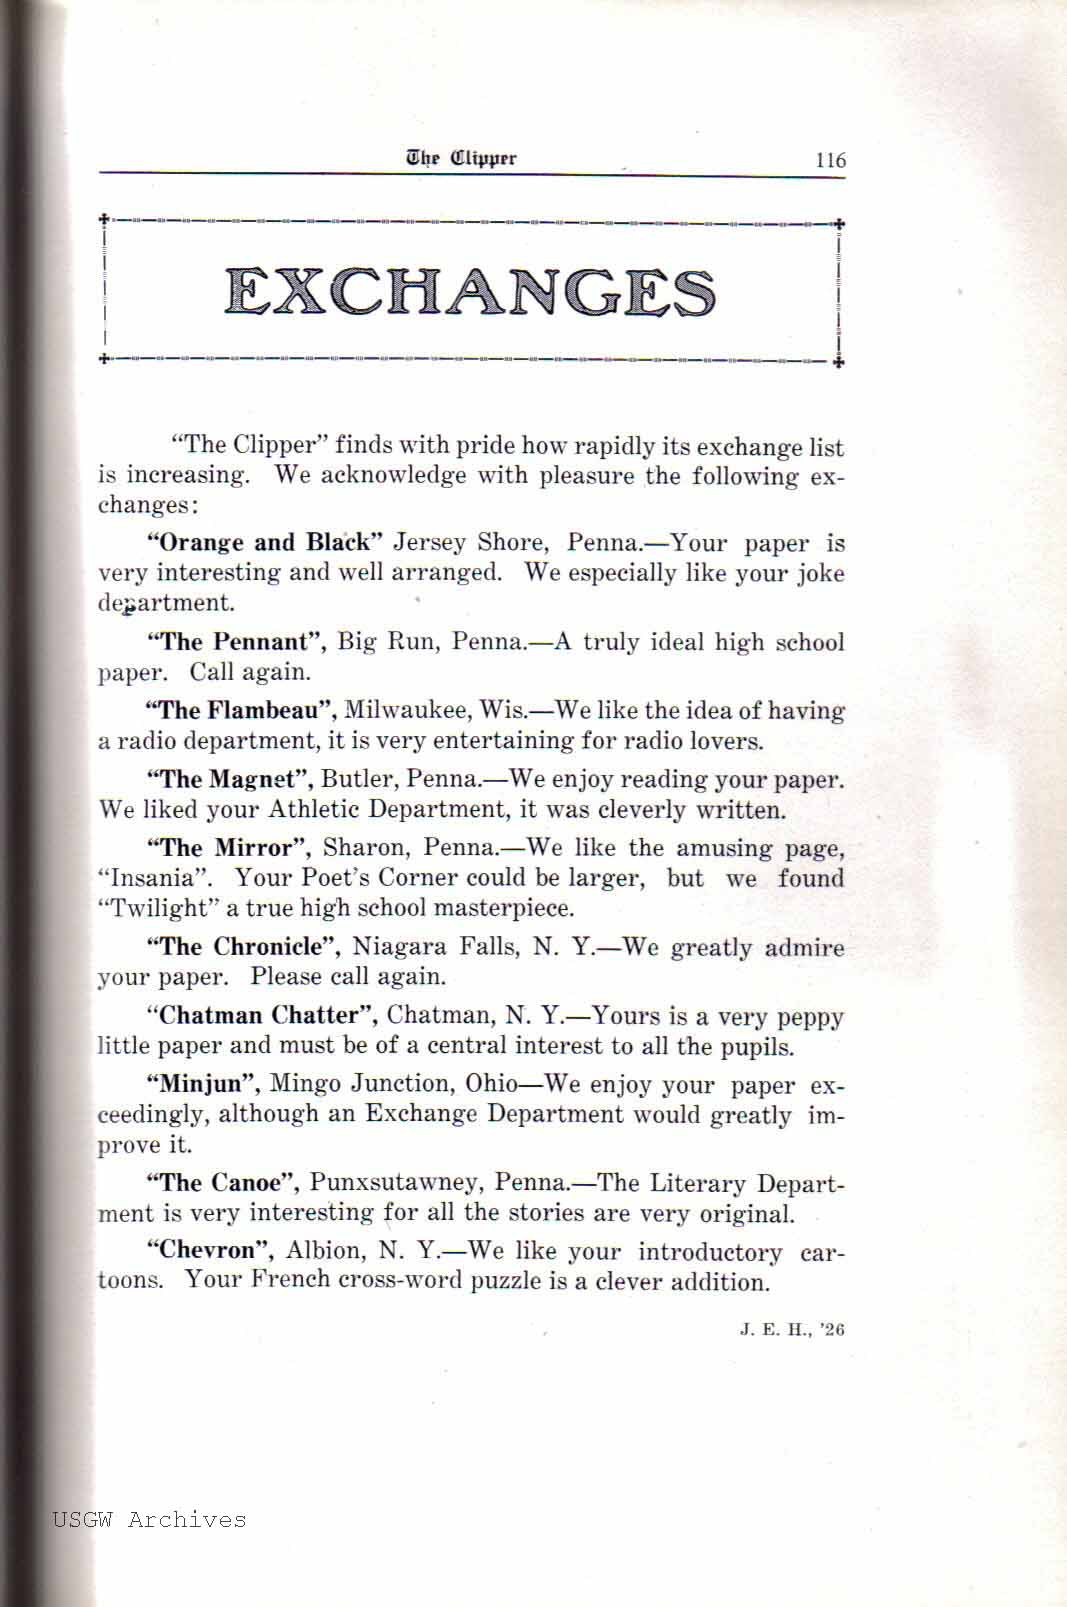 The Clipper 116
EXCHANGES
“The Clipper” finds with pride how rapidly its exchange list
is increasing. We acknowledge with pleasure the following ex-
changes:
“Orange and Black” Jersey Shore, Penna.—Your paper is
very interesting and well arranged. We especially like your joke
department.
“The Pennant”, Big Run, Penna.—A truly ideal high school
paper. Call again.
“The Flambeau”, Milwaukee, Wis.—We like the idea of having
a radio department, it is very entertaining for radio lovers.
“The Magnet”, Butler, Penna.—We enjoy reading your paper.
We liked your Athletic Department, it was cleverly written.
“The Mirror”, Sharon, Penna.—We like the amusing page,
“Insania”. Your Poet’s Corner could be larger, but we found
“Twilight” a true high school masterpiece.
“The Chronicle”, Niagara Falls, N. Y.—We greatly admire
your paper. Please call again.
“Chatman Chatter”, Chatman, N. Y.—Yours is a very peppy
little paper and must be of a central interest to all the pupils.
“Minjun”, Mingo Junction, Ohio—We enjoy your paper ex-
ceedingly, although an Exchange Department would greatly im-
prove it.
“The Canoe”, Punxsutawney, Penna.—The Literary Depart-
ment is very interesting for all the stories are very original.
“Chevron”, Albion, N. Y.—We like your introductory car-
toons. Your French cross-word puzzle is a clever addition.
J. E. H., ’26
USGW Archives